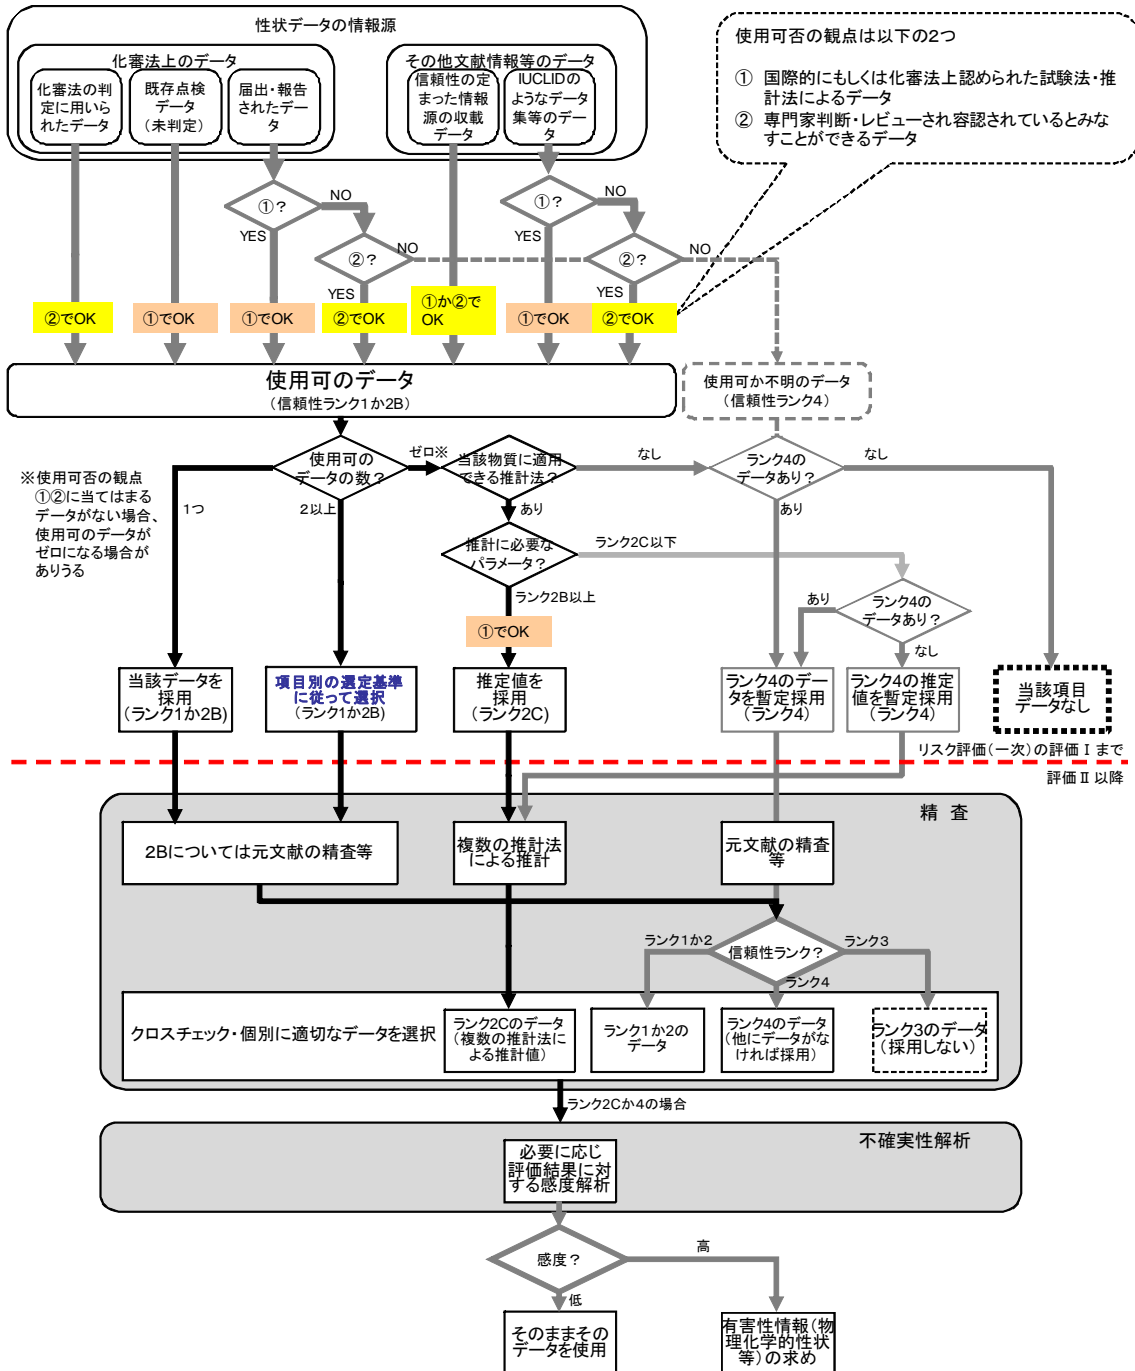 性状データの情報源
化審法上のデータ
化審法の判
定に用いら
れたデータ
既存点検
データ
（未判定）
届出・報告
されたデー
タ
その他文献情報等のデータ
信頼性の定
まった情報
源の収載
データ
IUCLIDの
ようなデータ
集等のデー
タ
使用可否の観点は以下の2つ
① 国際的にもしくは化審法上認められた試験法・推
計法によるデータ
② 専門家判断・レビューされ容認されているとみな
すことができるデータ
①？
NO
YES
②？
NO
YES
①？
NO
YES
②？
NO
YES
②でOK
①でOK
①でOK
②でOK
①か②で
OK
①でOK
②でOK
使用可のデータ
（信頼性ランク1か2B）
使用可か不明のデータ
（信頼性ランク4）
※使用可否の観点
①②に当てはまる
データがない場合、
使用可のデータが
ゼロになる場合が
ありうる
使用可の
データの数？
ゼロ※
1つ
2以上
当該物質に適用
できる推計法？
なし
あり
ランク4の
データあり？
なし
あり
推計に必要な
パラメータ？
ランク2C以下
ランク2B以上
ランク4の
データあり？
あり
なし
①でOK
当該データを
採用
（ランク1か2B）
項目別の選定基準
に従って選択
（ランク1か2B）
推定値を
採用
（ランク2C）
ランク4のデー
タを暫定採用
（ランク4）
ランク4の推定
値を暫定採用
（ランク4）
当該項目
データなし
リスク評価（一次）の評価Ⅰまで
評価Ⅱ以降
精 査
2Bについては元文献の精査等
複数の推計法
による推計
元文献の精査
等
信頼性ランク？
ランク1か2
ランク3
ランク4
クロスチェック・個別に適切なデータを選択
ランク2Cのデータ
（複数の推計法に
よる推計値）
ランク1か2の
データ
ランク4のデータ
（他にデータがな
ければ採用）
ランク3のデータ
（採用しない）
ランク2Cか4の場合
不確実性解析
必要に応じ
評価結果に対
する感度解析
感度？
高
低
そのままその
データを使用
有害性情報（物
理化学的性状
等）の求め